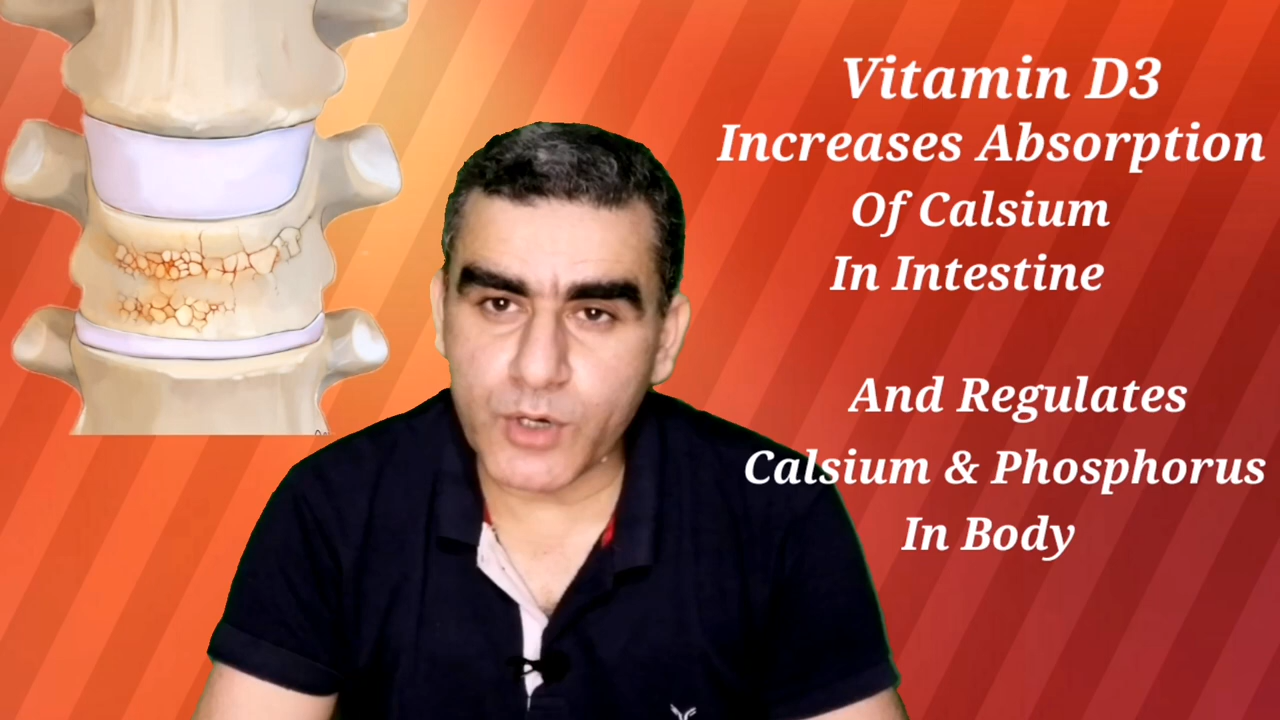 Vitamin D3
Increases Absorption
Of Calsium
In Intestine
And Regulates
Calsium & Phosphorus
In Body